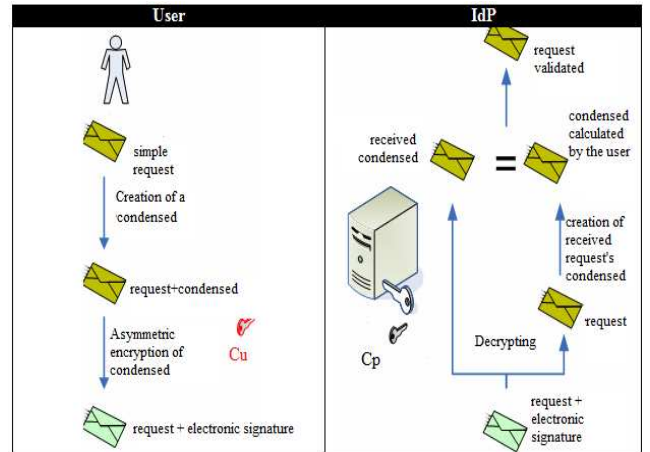 User
simple
request
Creation of a
condensed
request+condensed
Asymmetric
encryption of
condensed
Cu
request + electronic signature
IdP
request
validated
received
condensed
=
condensed
calculated
by the user
creation of
received
request's
condensed
Cp
Decrypting
request
request +
electronic
signature